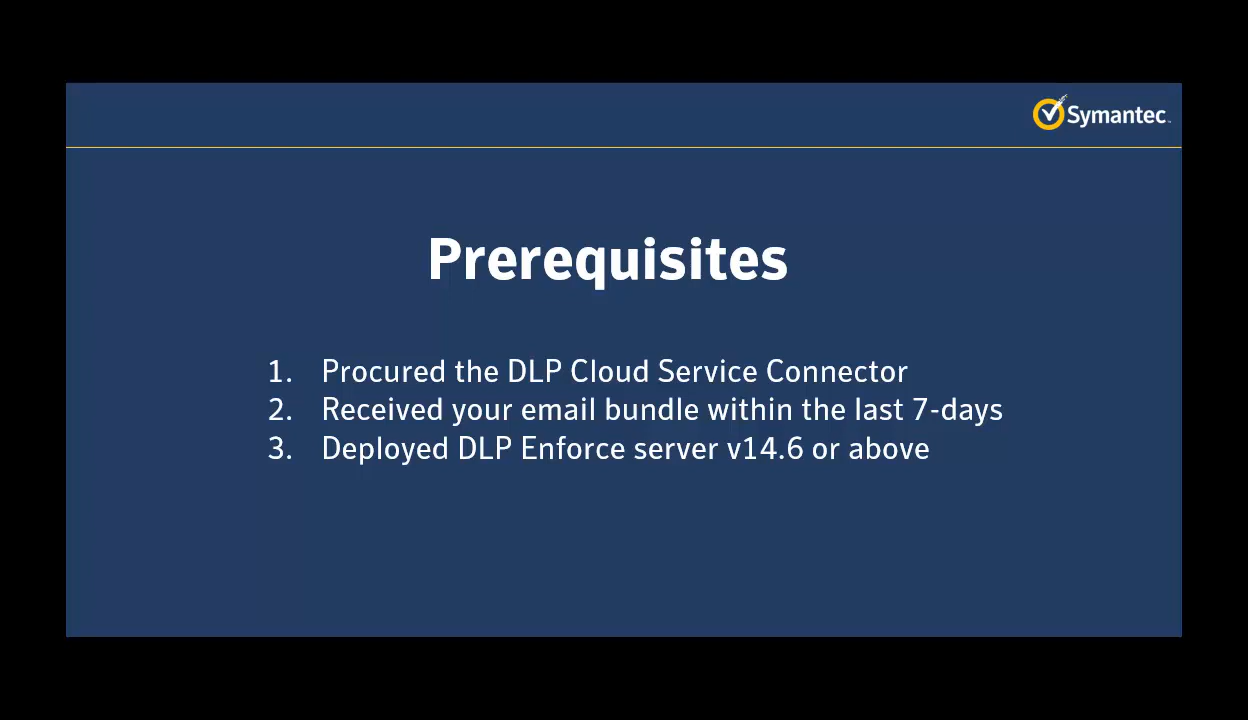 Symantec
Prerequisites
1. Procured the DLP Cloud Service Connector
2. Received your email bundle within the last 7-days
3. Deployed DLP Enforce server v14.6 or above